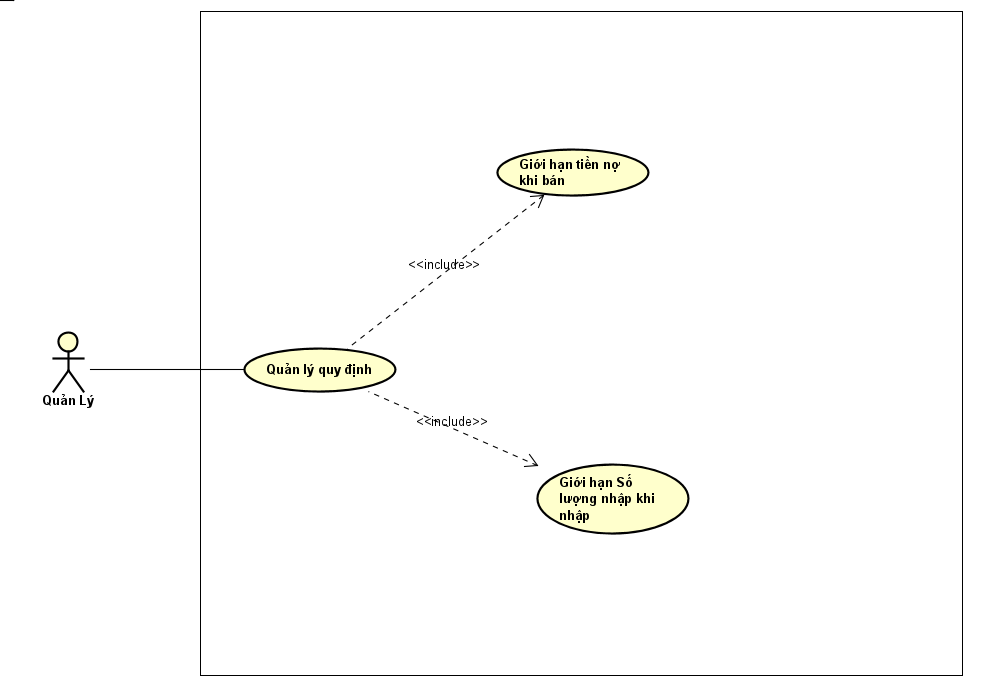 Giới hạn tiền nợ
khi bán
<<include>>
Quản lý quy định
Quản Lý
<<include>>
Giới hạn Số
lượng nhập khi
nhập